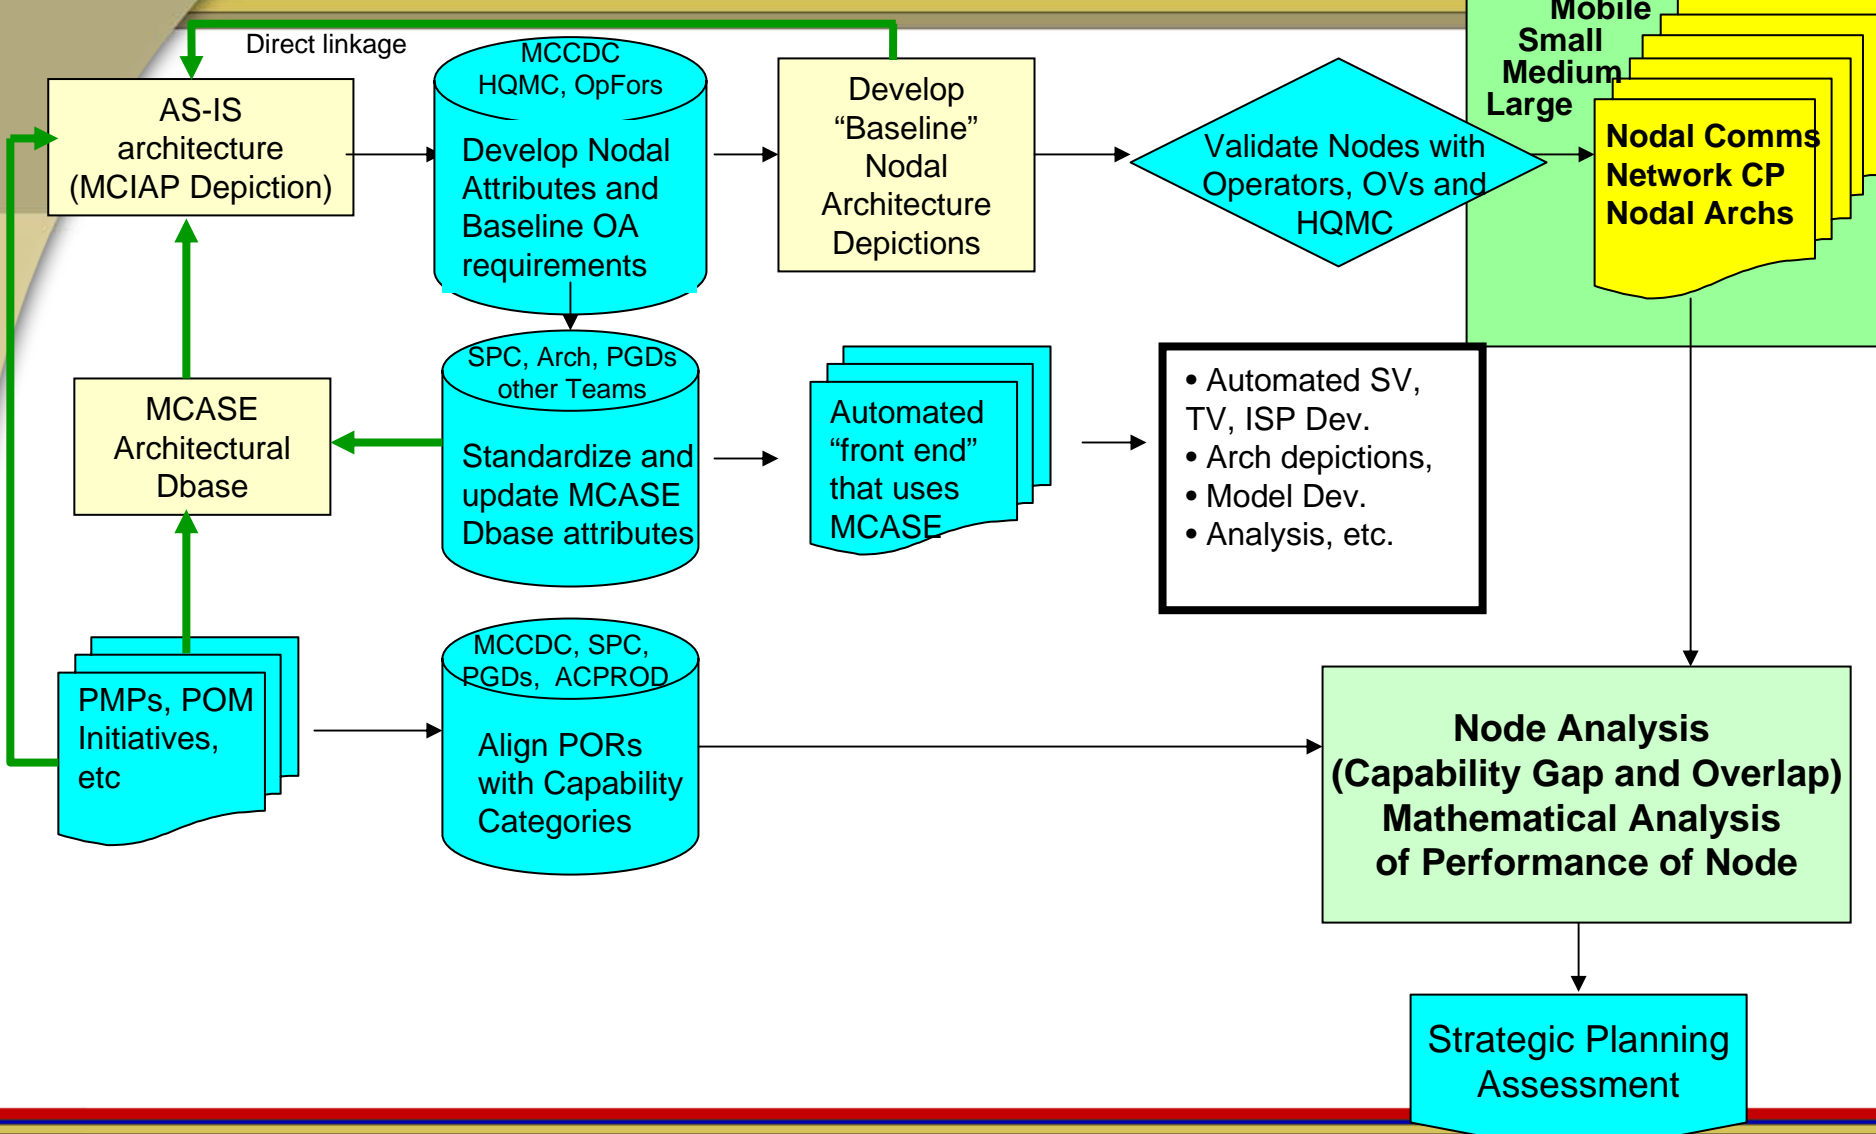 Direct linkage
AS-IS
architecture
(MCIAP Depiction)
MCCDC
HQMC, OpFors
Develop Nodal
Attributes and
Baseline OA
requirements
Develop
“Baseline”
Nodal
Architecture
Depictions
Validate Nodes with
Operators, OVs and
HQMC
Mobile
Small
Medium
Large
Nodal Comms
Network CP
Nodal Archs
MCASE
Architectural
Dbase
SPC, Arch, PGDs
other Teams
Standardize and
update MCASE
Dbase attributes
Automated
“front end”
that uses
MCASE
• Automated SV,
TV, ISP Dev.
• Arch depictions,
• Model Dev.
• Analysis, etc.
PMPs, POM
Initiatives,
etc
MCCDC, SPC,
PGDs, ACPROD
Align PORs
with Capability
Categories
Node Analysis
(Capability Gap and Overlap)
Mathematical Analysis
of Performance of Node
Strategic Planning
Assessment